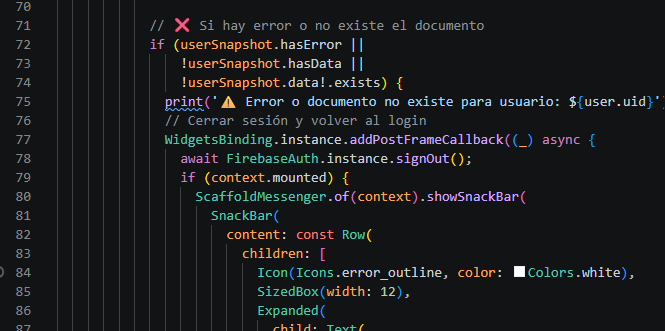 70
71 // ❌ Si hay error o no existe el documento
72 if (userSnapshot.hasError ||
73 !userSnapshot.hasData ||
74 !userSnapshot.data!.exists) {
75 print('⚠️ Error o documento no existe para usuario: ${user.uid}'
76 // Cerrar sesión y volver al login
77 WidgetsBinding.instance.addPostFrameCallback((_) async {
78 await FirebaseAuth.instance.signOut();
79 if (context.mounted) {
80 ScaffoldMessenger.of(context).showSnackBar(
81 SnackBar(
82 content: const Row(
83 children: [
84 Icon(Icons.error_outline, color: Colors.white),
85 SizedBox(width: 12),
86 Expanded(
87 child: Text(